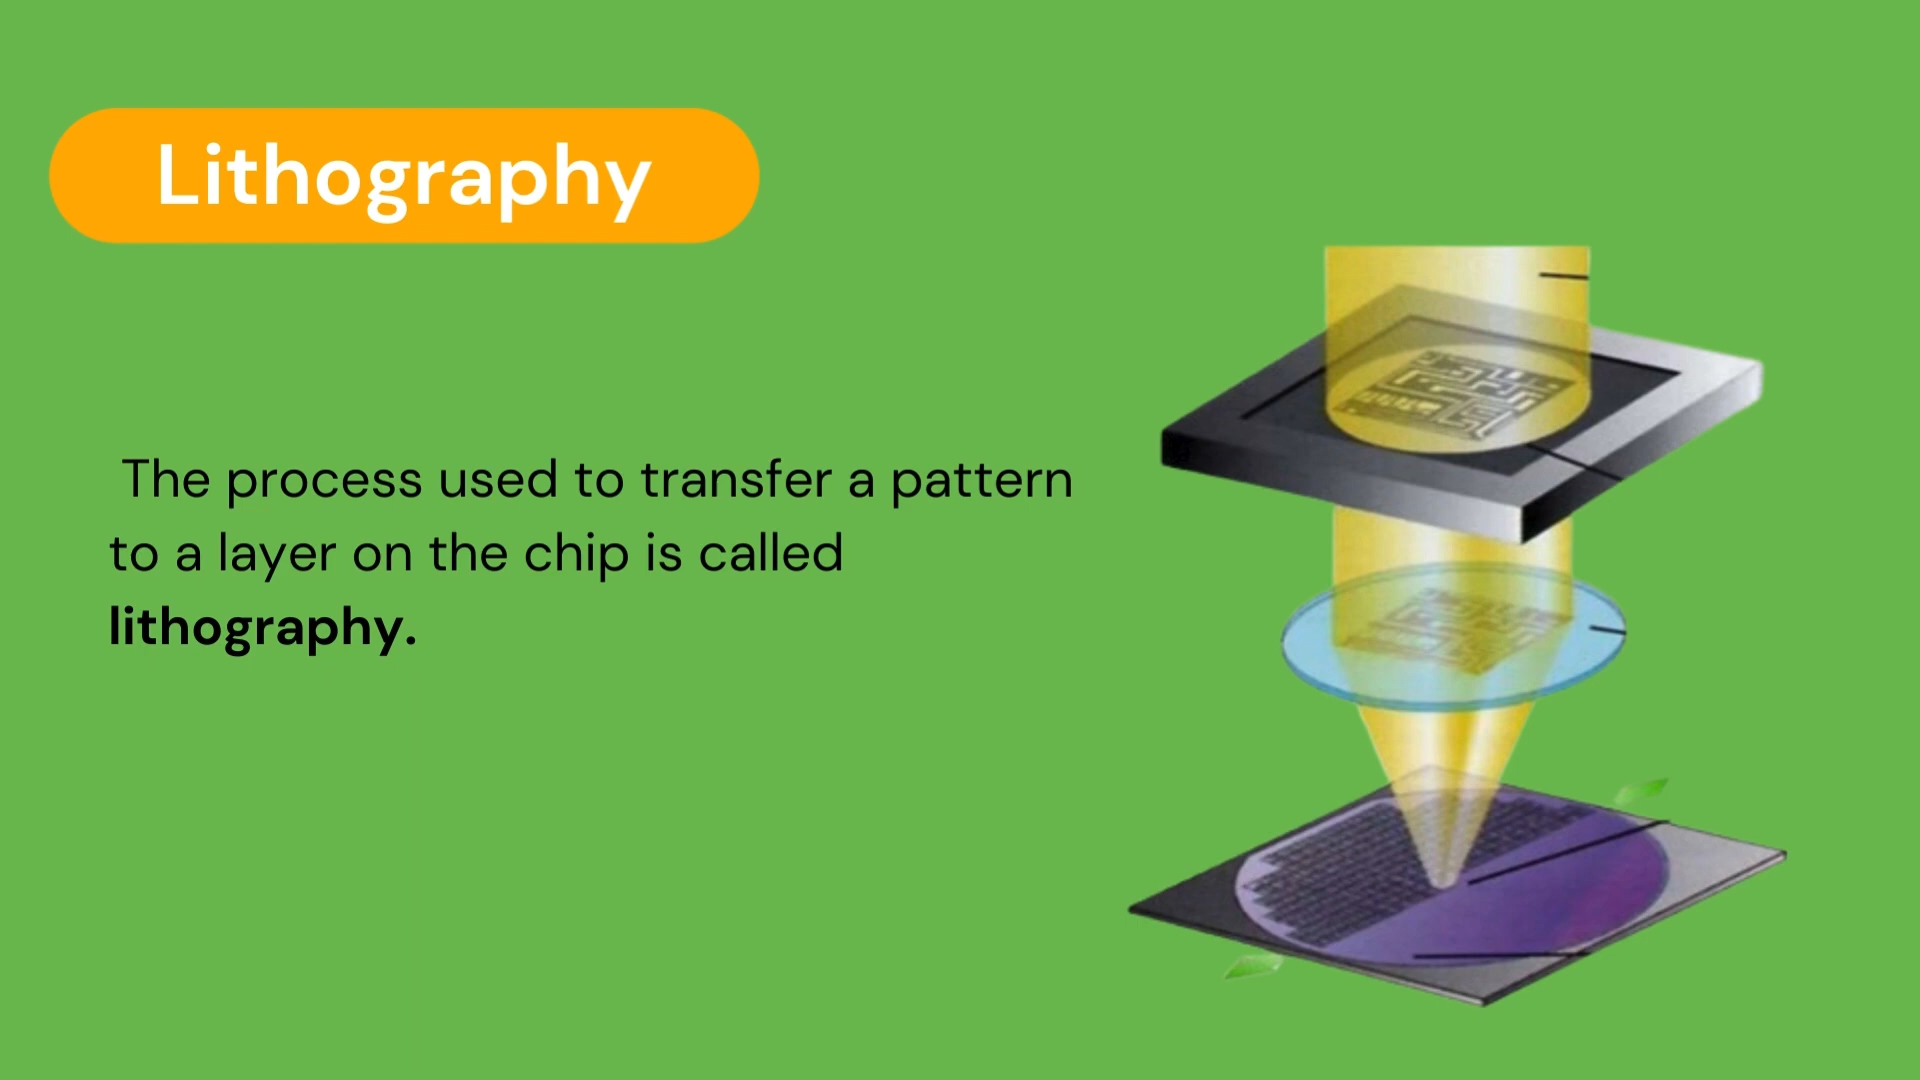 Lithography
The process used to transfer a pattern
to a layer on the chip is called
lithography.